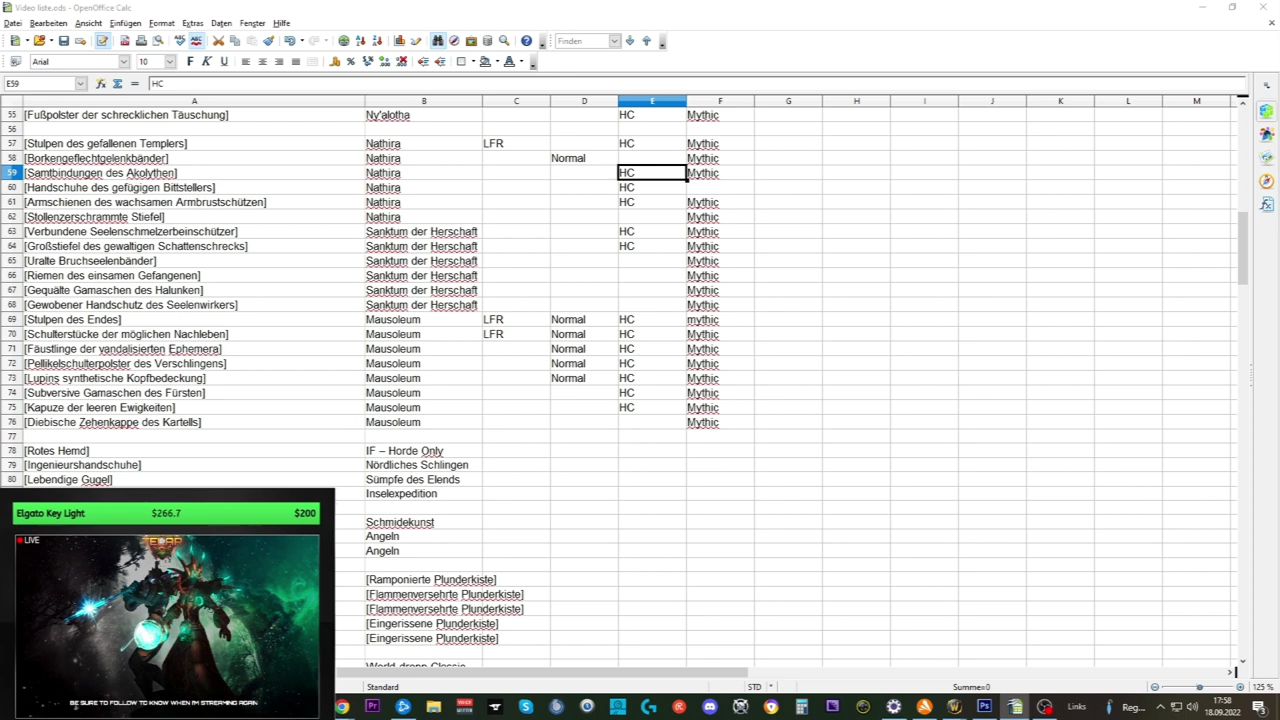 Video liste.ods - OpenOffice Calc
Datei Bearbeiten Ansicht Einfügen Format Extras Daten Fenster Hilfe
Finden
Arial 10
E59 HC
A B C D E F G H I J K L M
55 [Fußpolster der schrecklichen Täuschung] Ny'alotha HC Mythic
56
57 [Stulpen des gefallenen Templers] Nathira LFR HC Mythic
58 [Borkengeflechtgelenkbänder] Nathira Normal Mythic
59 [Samtbindungen des Akolythen] Nathira HC Mythic
60 [Handschuhe des gefügigen Bittstellers] Nathira HC
61 [Armschienen des wachsamen Armbrustschützen] Nathira HC Mythic
62 [Stollenzerschrammte Stiefel] Nathira Mythic
63 [Verbundene Seelenschmelzerbeinschützer] Sanktum der Herschaft HC Mythic
64 [Großstiefel des gewaltigen Schattenschrecks] Sanktum der Herschaft HC Mythic
65 [Uralte Bruchseelenbänder] Sanktum der Herschaft Mythic
66 [Riemen des einsamen Gefangenen] Sanktum der Herschaft Mythic
67 [Gequälte Gamaschen des Halunken] Sanktum der Herschaft Mythic
68 [Gewobener Handschutz des Seelenwirkers] Sanktum der Herschaft Mythic
69 [Stulpen des Endes] Mausoleum LFR Normal HC mythic
70 [Schulterstücke der möglichen Nachleben] Mausoleum LFR Normal HC Mythic
71 [Fäustlinge der vandalisierten Ephemera] Mausoleum Normal HC Mythic
72 [Pellikelschulterpolster des Verschlingens] Mausoleum Normal HC Mythic
73 [Lupins synthetische Kopfbedeckung] Mausoleum Normal HC Mythic
74 [Subversive Gamaschen des Fürsten] Mausoleum HC Mythic
75 [Kapuze der leeren Ewigkeiten] Mausoleum HC Mythic
76 [Diebische Zehenkappe des Kartells] Mausoleum Mythic
77
78 [Rotes Hemd] IF – Horde Only
79 [Ingenieurshandschuhe] Nördliches Schlingen
80 [Lebendige Gugel] Sümpfe des Elends
Inselexpedition
Schmidekunst
Angeln
Angeln
[Ramponierte Plunderkiste]
[Flammenversehrte Plunderkiste]
[Flammenversehrte Plunderkiste]
[Eingerissene Plunderkiste]
[Eingerissene Plunderkiste]
World dropp Classic
Elgato Key Light $266.7 $200
LIVE
BE SURE TO FOLLOW TO KNOW WHEN I'M STREAMING AGAIN
Standard STD * Summe=0 125 %
Links Reg... 17:58
18.09.2022